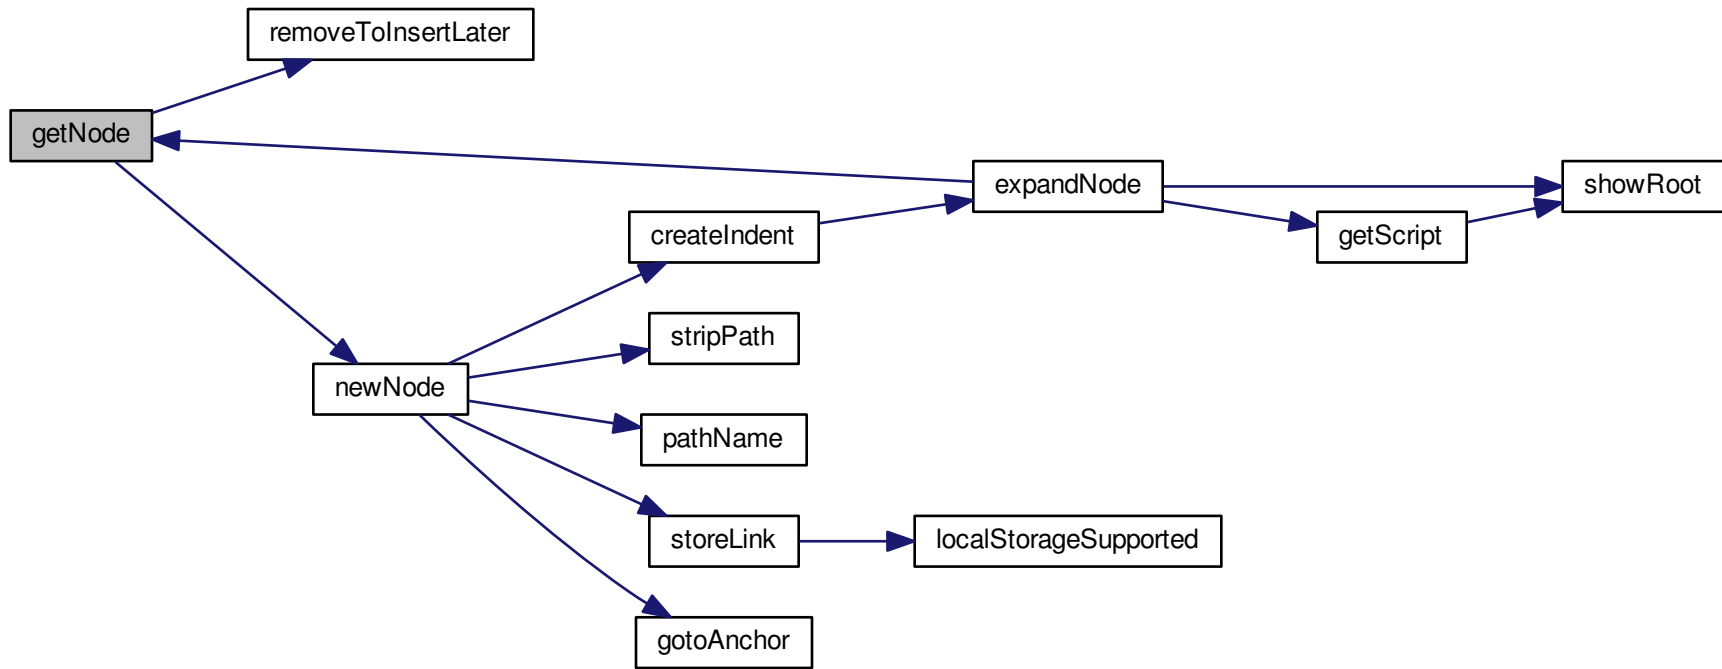 removeToInsertLater
getNode
expandNode
showRoot
createIndent
getScript
stripPath
newNode
pathName
storeLink
localStorageSupported
gotoAnchor